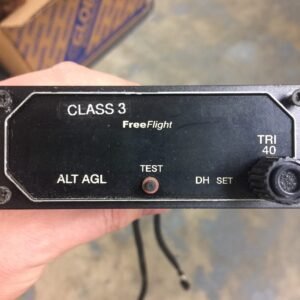 CLASS 3
FreeFlight
TRI
40
TEST
ALT AGL
DH SET